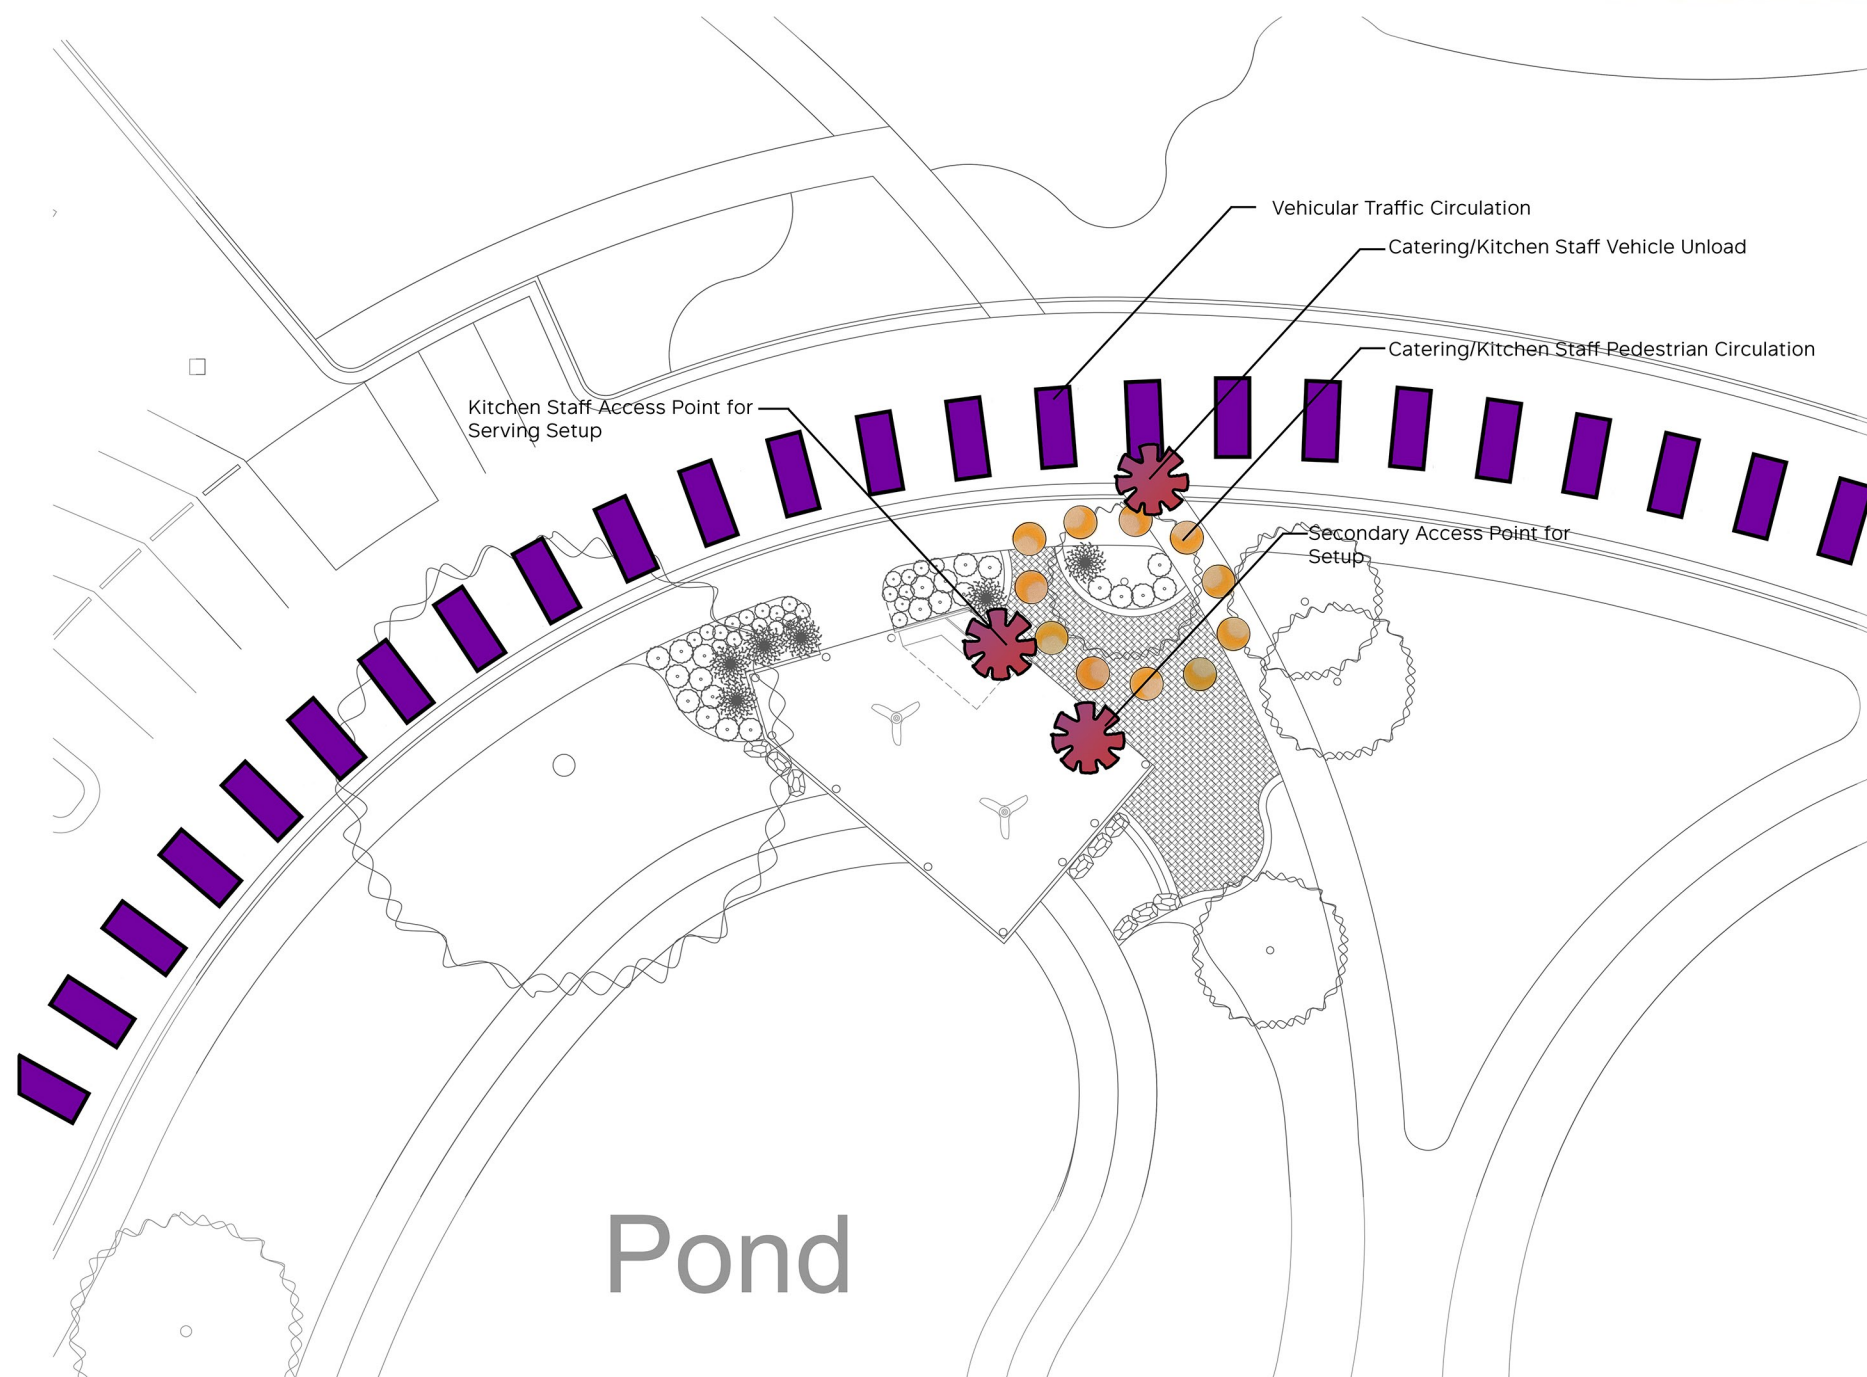 Vehicular Traffic Circulation
Catering/Kitchen Staff Vehicle Unload
Catering/Kitchen Staff Pedestrian Circulation
Kitchen Staff Access Point for
Serving Setup
Secondary Access Point for
Setup
Pond